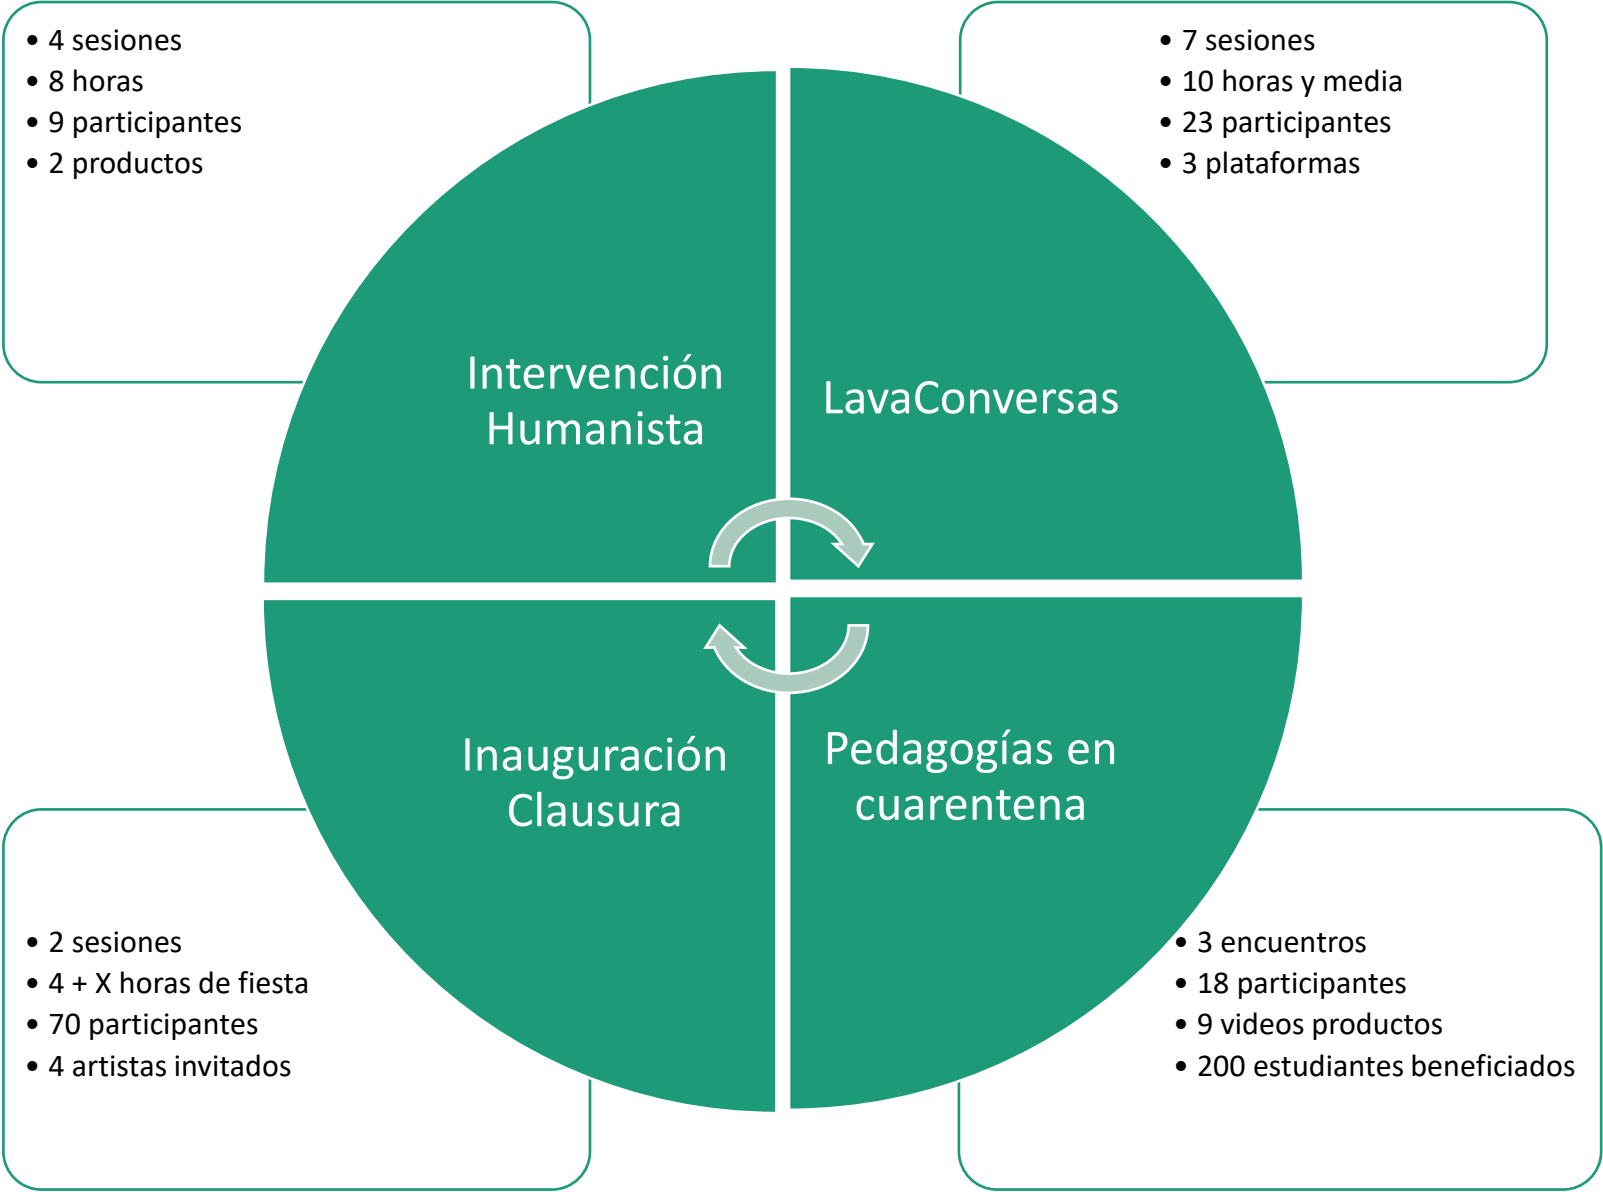 • 4 sesiones
• 8 horas
• 9 participantes
• 2 productos
• 7 sesiones
• 10 horas y media
• 23 participantes
• 3 plataformas
Intervención
Humanista
LavaConversas
Inauguración
Clausura
Pedagogías en
cuarentena
• 2 sesiones
• 4 + X horas de fiesta
• 70 participantes
• 4 artistas invitados
• 3 encuentros
• 18 participantes
• 9 videos productos
• 200 estudiantes beneficiados